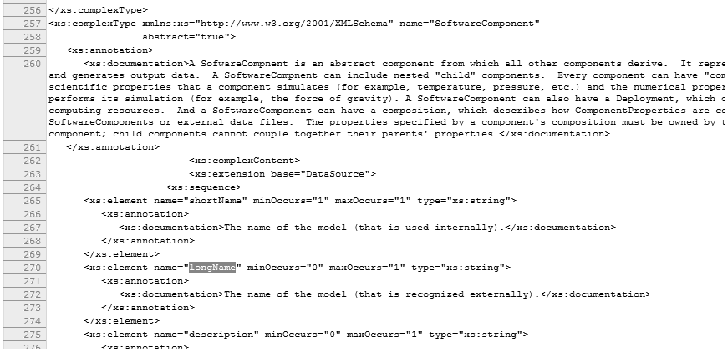 256 </xs:complexType>
257 <xs:complexType xmlns:xs="http://www.w3.org/2001/XMLSchema" name="SoftwareComponent"
258 abstract="true">
259 <xs:annotation>
260 <xs:documentation>A SoftwareCompnent is an abstract component from which all other components derive. It repre
and generates output data. A SoftwareCompnent can include nested "child" components. Every component can have "com
scientific properties that a component simulates (for example, temperature, pressure, etc.) and the numerical proper
performs its simulation (for example, the force of gravity). A SoftwareComponent can also have a Deployment, which d
computing resources. And a SoftwareComponent can have a composition, which describes how ComponentProperties are co
SoftwareComponents or external data files. The properties specified by a component's composition must be owned by t
component; child components cannot couple together their parents' properties.</xs:documentation>
261 </xs:annotation>
262 <xs:complexContent>
263 <xs:extension base="DataSource">
264 <xs:sequence>
265 <xs:element name="shortName" minOccurs="1" maxOccurs="1" type="xs:string">
266 <xs:annotation>
267 <xs:documentation>The name of the model (that is used internally).</xs:documentation>
268 </xs:annotation>
269 </xs:element>
270 <xs:element name="longName" minOccurs="0" maxOccurs="1" type="xs:string">
271 <xs:annotation>
272 <xs:documentation>The name of the model (that is recognized externally).</xs:documentation>
273 </xs:annotation>
274 </xs:element>
275 <xs:element name="description" minOccurs="0" maxOccurs="1" type="xs:string">
276 <xs:annotation>